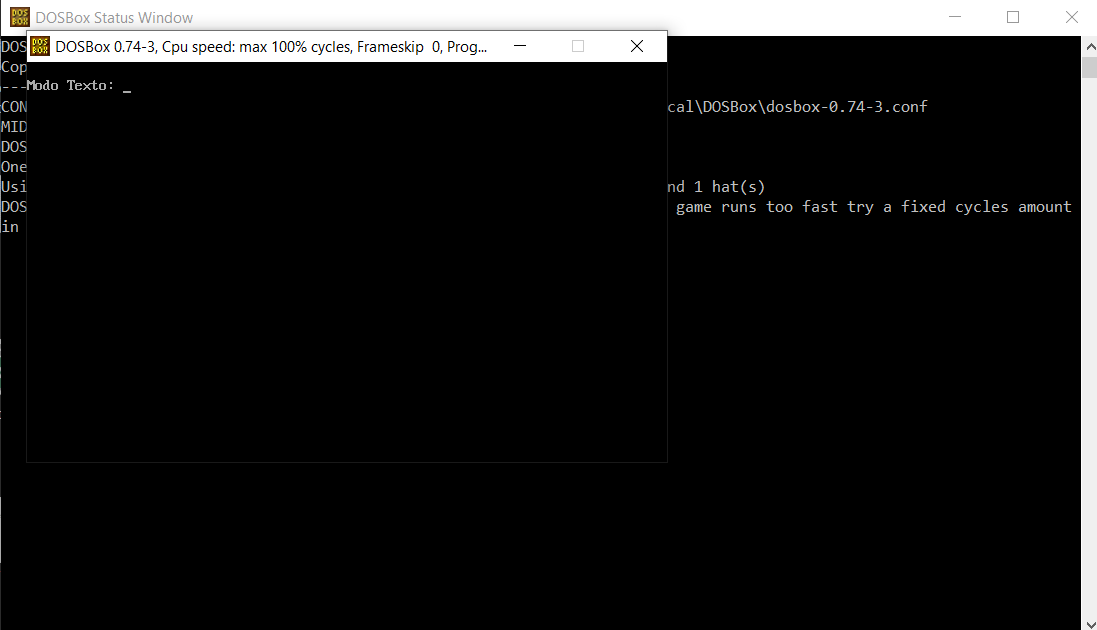 DOSBox Status Window
DOSBox 0.74-3, Cpu speed: max 100% cycles, Frameskip 0, Prog...
Modo Texto: _
DOS
Cop
---
CON cal\DOSBox\dosbox-0.74-3.conf
MID
DOS
One
Usi nd 1 hat(s)
DOS game runs too fast try a fixed cycles amount
in